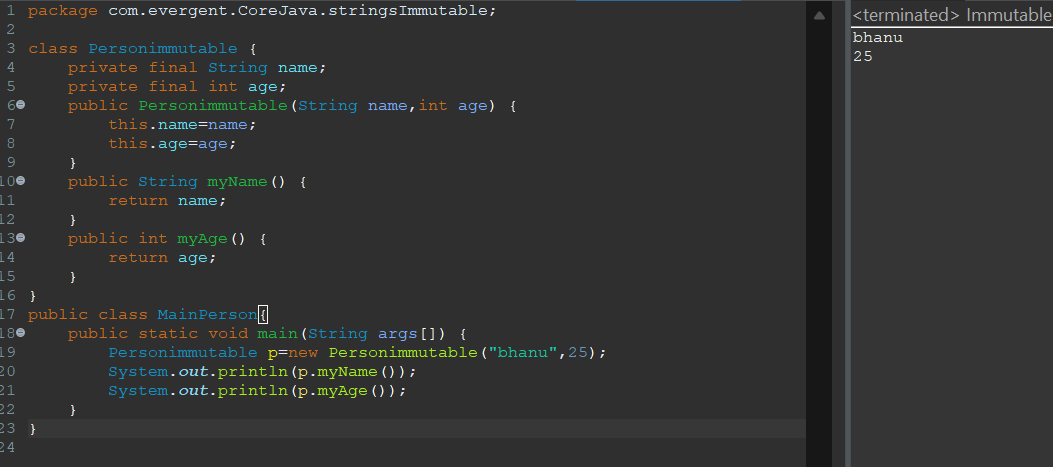 1 package com.evergent.CoreJava.stringsImmutable;
2
3 class Personimmutable {
4     private final String name;
5     private final int age;
6     public Personimmutable(String name,int age) {
7         this.name=name;
8         this.age=age;
9     }
10     public String myName() {
11         return name;
12     }
13     public int myAge() {
14         return age;
15     }
16 }
17 public class MainPerson{
18     public static void main(String args[]) {
19         Personimmutable p=new Personimmutable("bhanu",25);
20         System.out.println(p.myName());
21         System.out.println(p.myAge());
22     }
23 }
24
<terminated> Immutable
bhanu
25